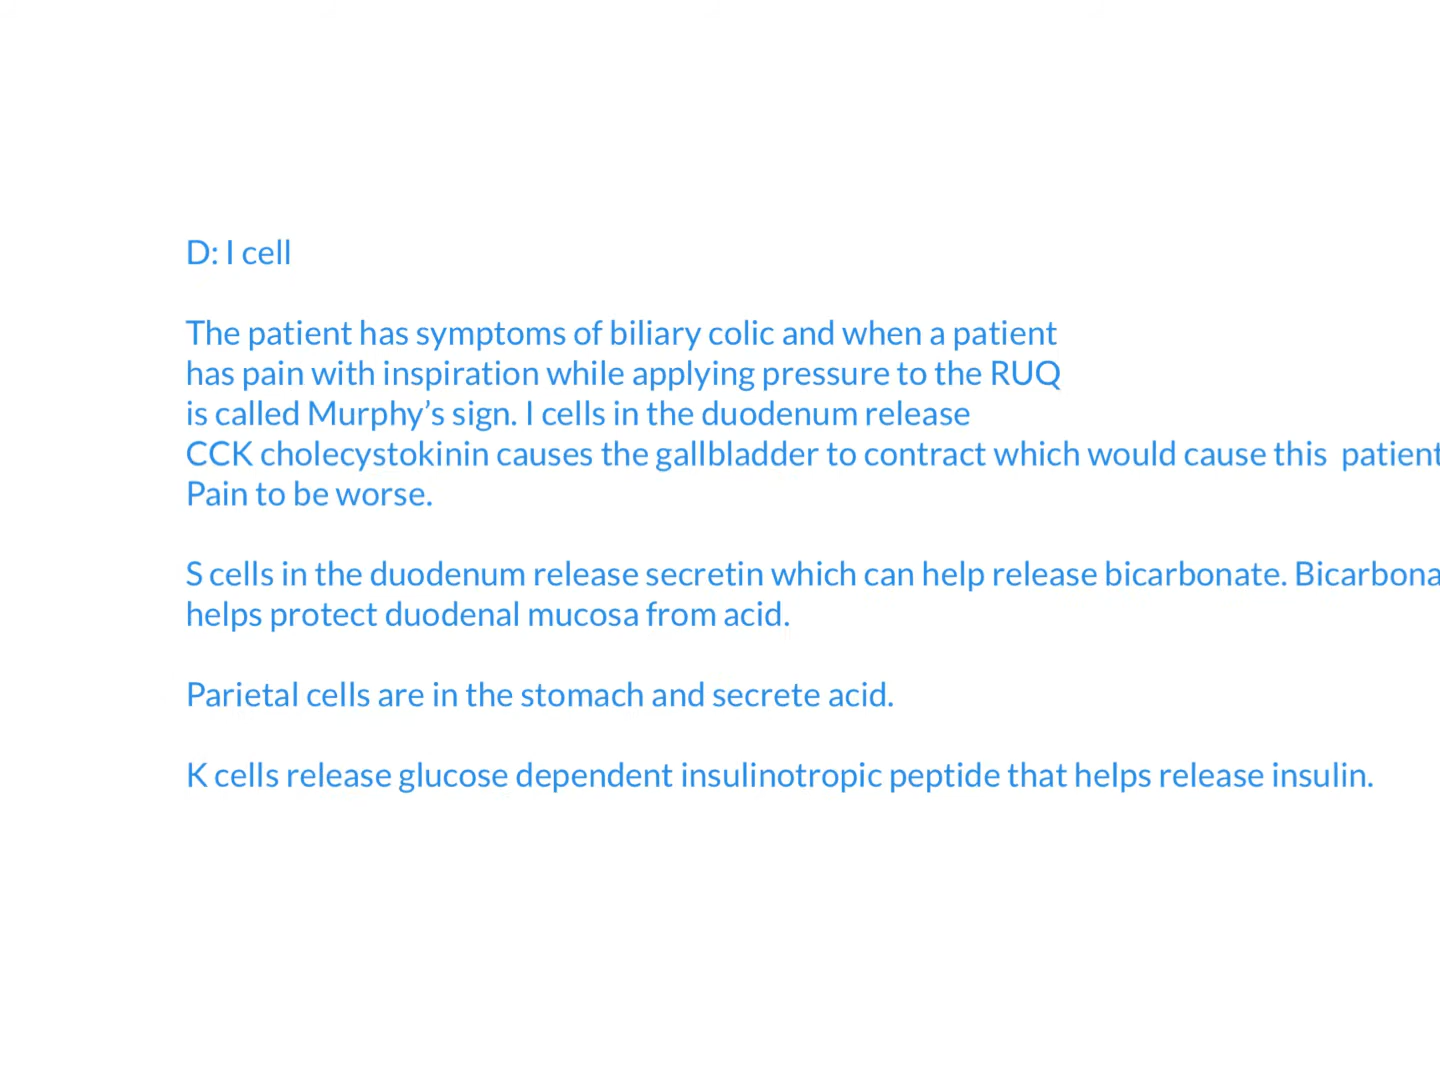 D: I cell
The patient has symptoms of biliary colic and when a patient
has pain with inspiration while applying pressure to the RUQ
is called Murphy’s sign. I cells in the duodenum release
CCK cholecystokinin causes the gallbladder to contract which would cause this  patient
Pain to be worse.
S cells in the duodenum release secretin which can help release bicarbonate. Bicarbona
helps protect duodenal mucosa from acid.
Parietal cells are in the stomach and secrete acid.
K cells release glucose dependent insulinotropic peptide that helps release insulin.